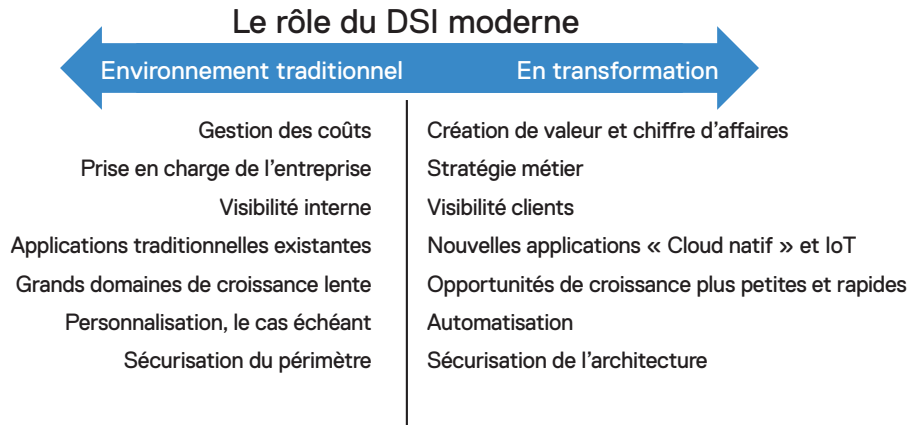 Le rôle du DSI moderne
Environnement traditionnel En transformation
Gestion des coûts Création de valeur et chiffre d’affaires
Prise en charge de l’entreprise Stratégie métier
Visibilité interne Visibilité clients
Applications traditionnelles existantes Nouvelles applications « Cloud natif » et IoT
Grands domaines de croissance lente Opportunités de croissance plus petites et rapides
Personnalisation, le cas échéant Automatisation
Sécurisation du périmètre Sécurisation de l’architecture